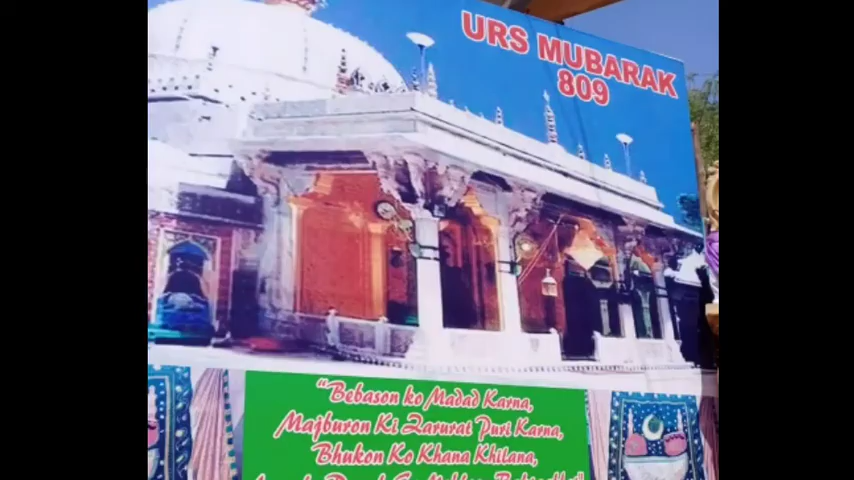 URS MUBARAK
809
“Bebason ko Madad Karna,
Majburon Ki Zarurat Puri Karna,
Bhukon Ko Khana Khilana,